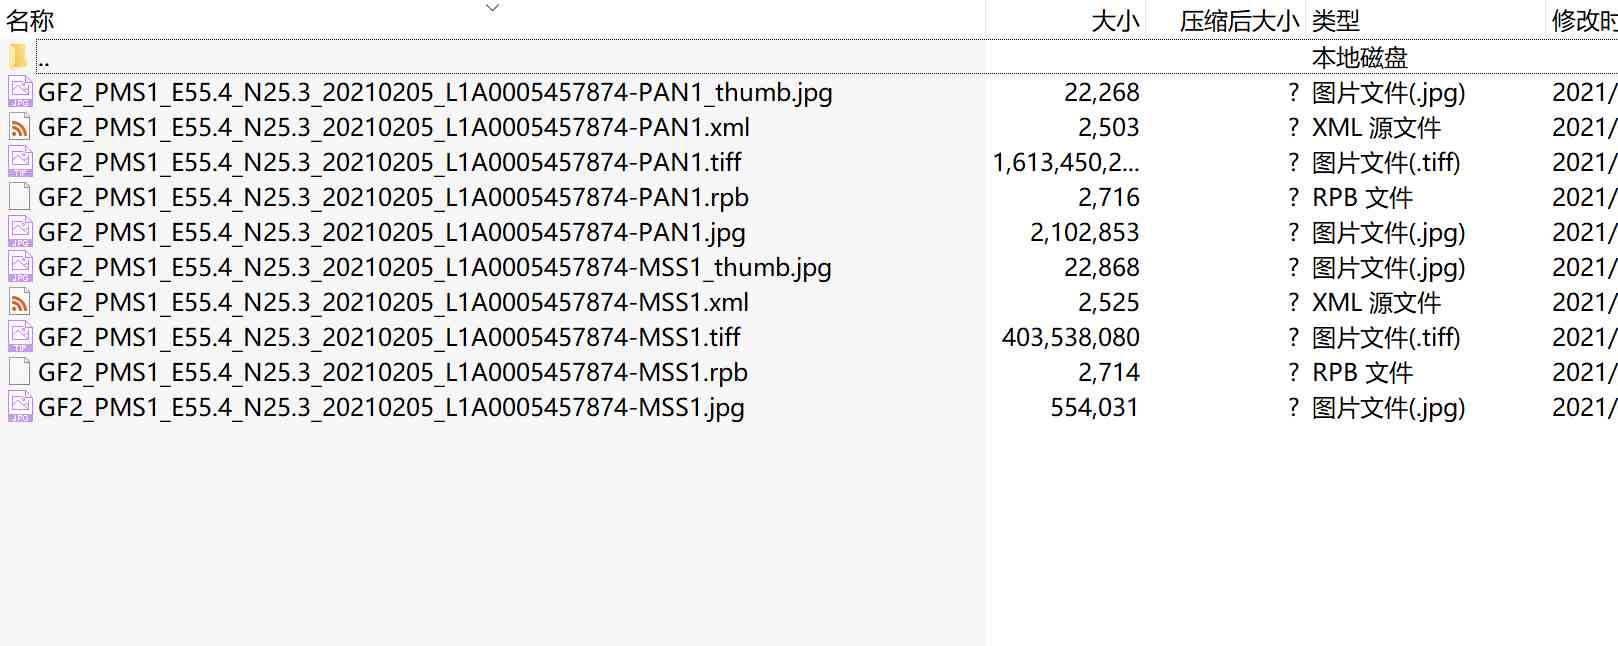 名称 大小 压缩后大小 类型 修改时
.. 本地磁盘
GF2_PMS1_E55.4_N25.3_20210205_L1A0005457874-PAN1_thumb.jpg 22,268 ? 图片文件(.jpg) 2021/
GF2_PMS1_E55.4_N25.3_20210205_L1A0005457874-PAN1.xml 2,503 ? XML 源文件 2021/
GF2_PMS1_E55.4_N25.3_20210205_L1A0005457874-PAN1.tiff 1,613,450,2... ? 图片文件(.tiff) 2021/
GF2_PMS1_E55.4_N25.3_20210205_L1A0005457874-PAN1.rpb 2,716 ? RPB 文件 2021/
GF2_PMS1_E55.4_N25.3_20210205_L1A0005457874-PAN1.jpg 2,102,853 ? 图片文件(.jpg) 2021/
GF2_PMS1_E55.4_N25.3_20210205_L1A0005457874-MSS1_thumb.jpg 22,868 ? 图片文件(.jpg) 2021/
GF2_PMS1_E55.4_N25.3_20210205_L1A0005457874-MSS1.xml 2,525 ? XML 源文件 2021/
GF2_PMS1_E55.4_N25.3_20210205_L1A0005457874-MSS1.tiff 403,538,080 ? 图片文件(.tiff) 2021/
GF2_PMS1_E55.4_N25.3_20210205_L1A0005457874-MSS1.rpb 2,714 ? RPB 文件 2021/
GF2_PMS1_E55.4_N25.3_20210205_L1A0005457874-MSS1.jpg 554,031 ? 图片文件(.jpg) 2021/